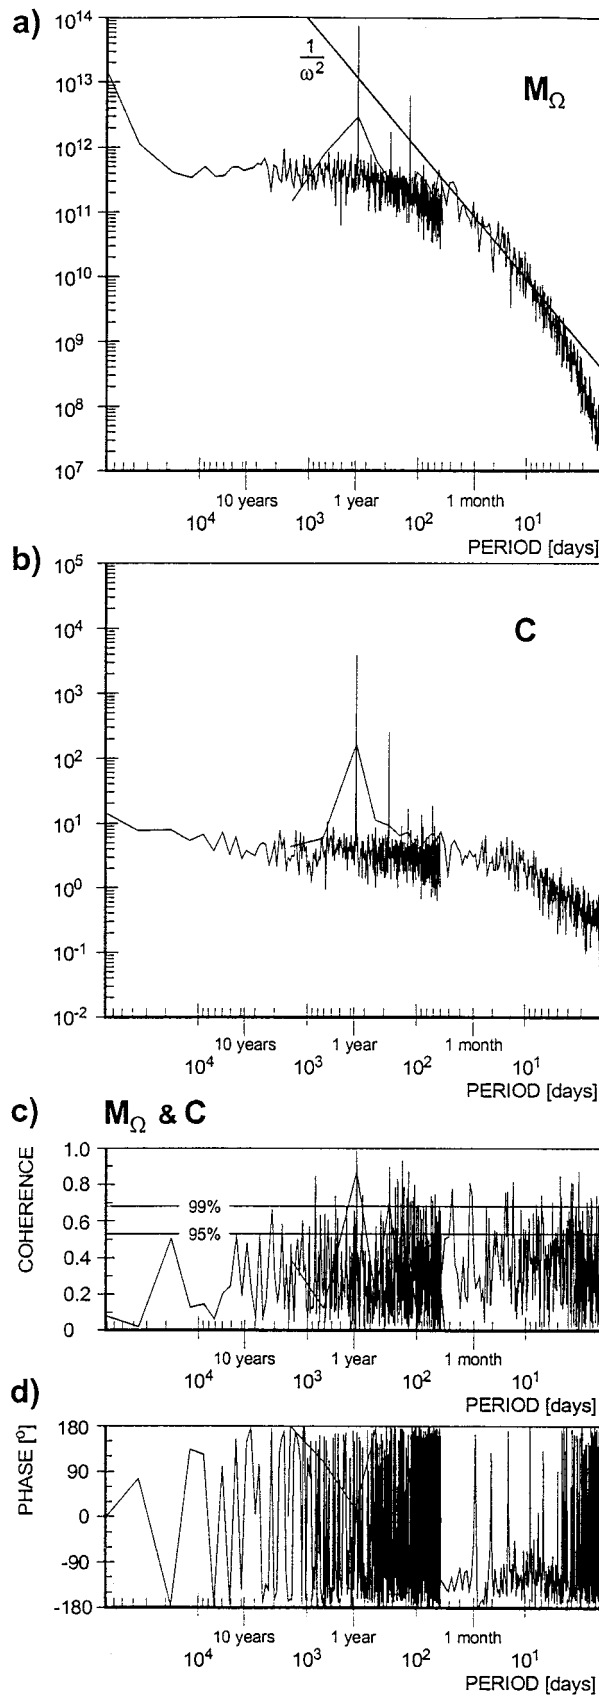 a)
10^14
10^13
10^12
10^11
10^10
10^9
10^8
10^7
1/ω^2
M_Ω
10 years 1 year 1 month
10^4 10^3 10^2 10^1
PERIOD [days]
b)
10^5
10^4
10^3
10^2
10^1
10^0
10^-1
10^-2
C
10 years 1 year 1 month
10^4 10^3 10^2 10^1
PERIOD [days]
c) M_Ω & C
COHERENCE
1.0
0.8
0.6
0.4
0.2
0
99%
95%
10 years 1 year 1 month
10^4 10^3 10^2 10^1
PERIOD [days]
d)
PHASE [°]
180
90
0
-90
-180
10 years 1 year 1 month
10^4 10^3 10^2 10^1
PERIOD [days]